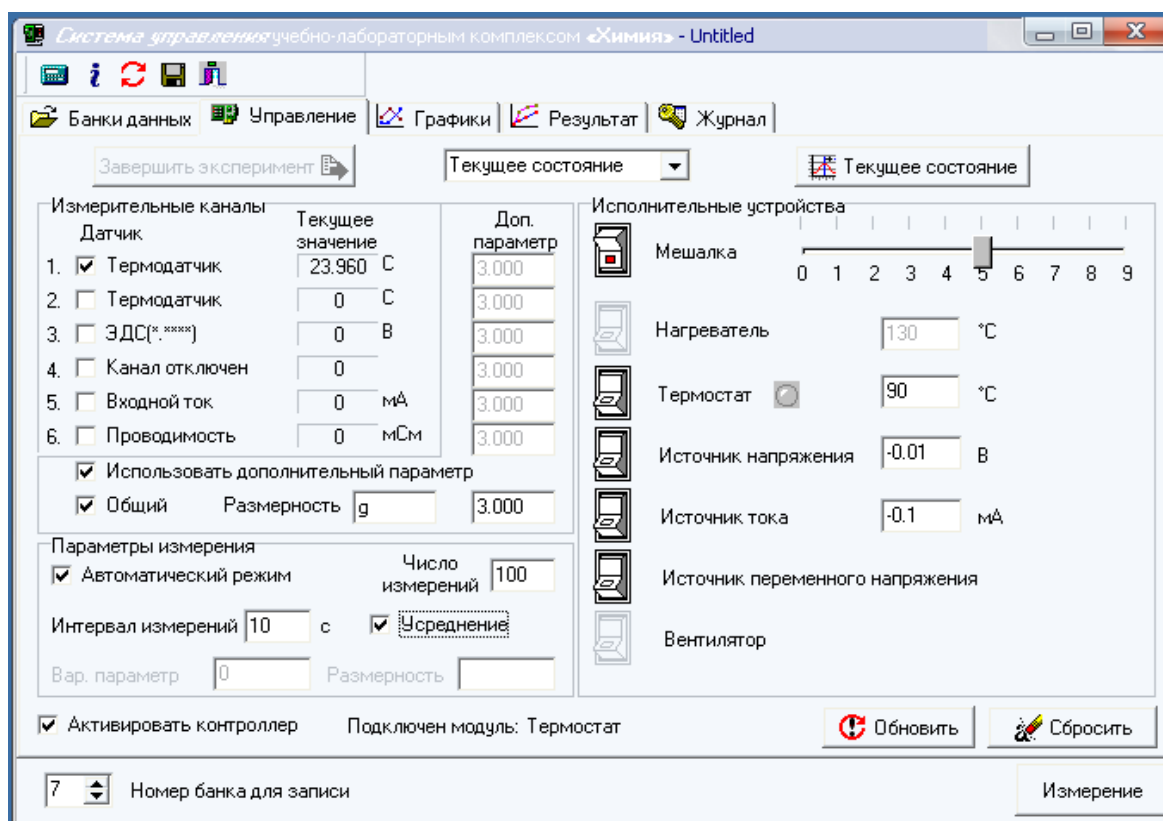 Система управления учебно-лабораторным комплексом «Химия» - Untitled
Банки данных Управление Графики Результат Журнал
Завершить эксперимент Текущее состояние Текущее состояние
Измерительные каналы
Датчик Текущее значение Доп. параметр
1. Термодатчик 23.960 С 3.000
2. Термодатчик 0 С 3.000
3. ЭДС(*.****) 0 В 3.000
4. Канал отключен 0 3.000
5. Входной ток 0 мА 3.000
6. Проводимость 0 мСм 3.000
Использовать дополнительный параметр
Общий Размерность g 3.000
Параметры измерения
Автоматический режим Число измерений 100
Интервал измерений 10 с Усреднение
Вар. параметр 0 Размерность
Исполнительные устройства
Мешалка
0 1 2 3 4 5 6 7 8 9
Нагреватель 130 °C
Термостат 90 °C
Источник напряжения -0.01 В
Источник тока -0.1 мА
Источник переменного напряжения
Вентилятор
Активировать контроллер Подключен модуль: Термостат Обновить Сбросить
7 Номер банка для записи Измерение